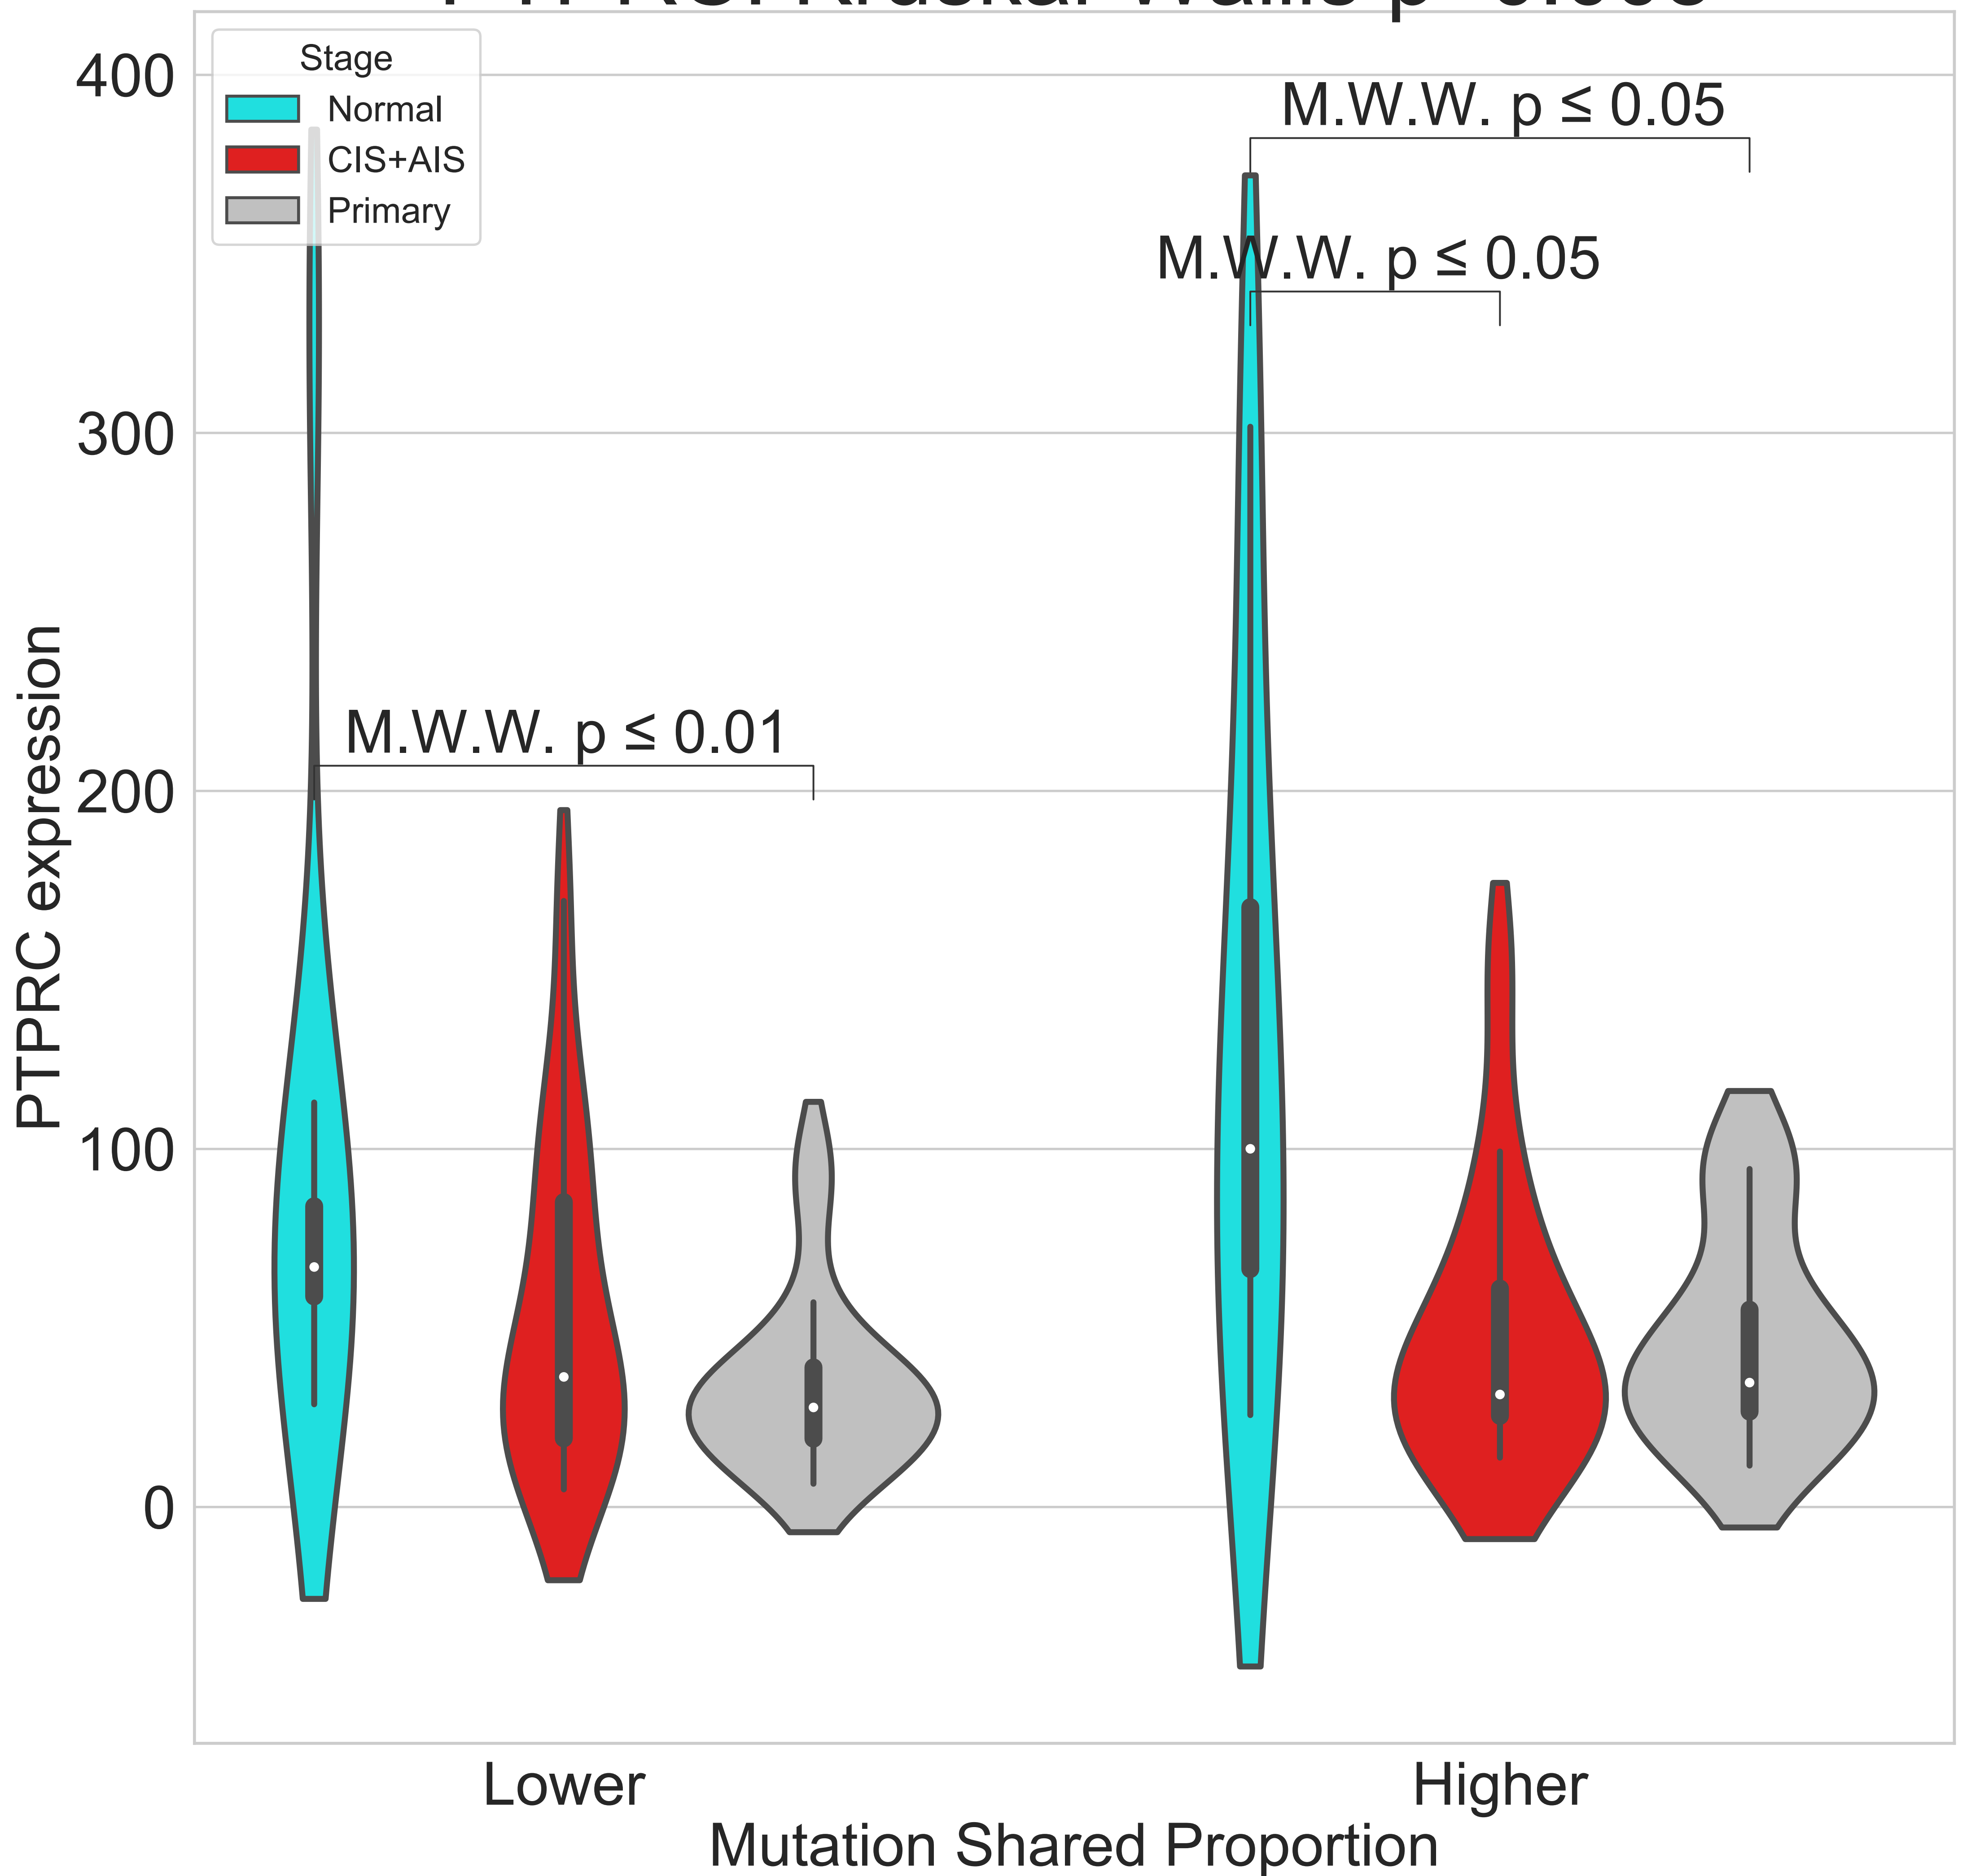 Stage
Normal
CIS+AIS
Primary
M.W.W. p ≤ 0.05
M.W.W. p ≤ 0.05
M.W.W. p ≤ 0.01
400
300
200
100
0
PTPRC expression
Lower
Higher
Mutation Shared Proportion